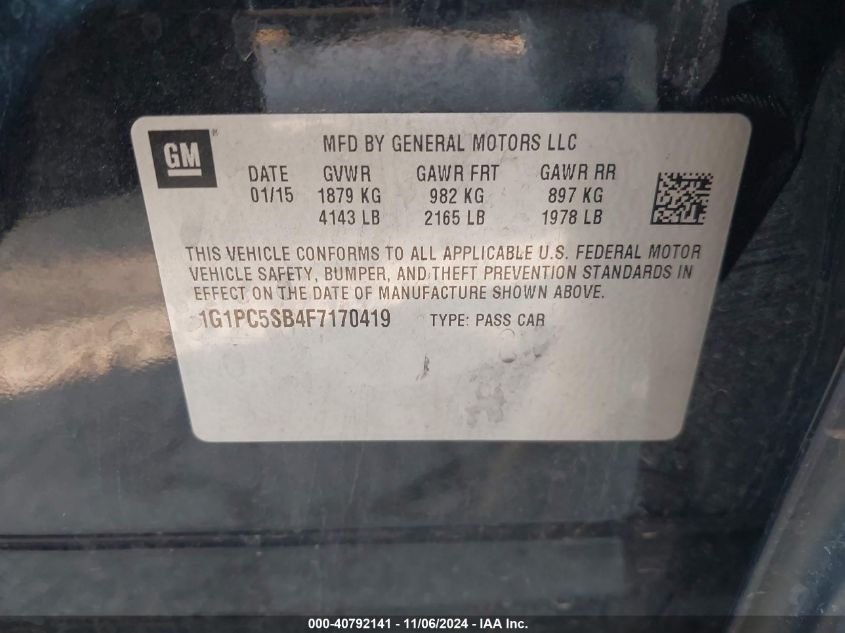 GM
MFD BY GENERAL MOTORS LLC
DATE GVWR GAWR FRT GAWR RR
01/15 1879 KG 982 KG 897 KG
4143 LB 2165 LB 1978 LB
THIS VEHICLE CONFORMS TO ALL APPLICABLE U.S. FEDERAL MOTOR
VEHICLE SAFETY, BUMPER, AND THEFT PREVENTION STANDARDS IN
EFFECT ON THE DATE OF MANUFACTURE SHOWN ABOVE.
1G1PC5SB4F7170419 TYPE: PASS CAR
000-40792141 - 11/06/2024 - IAA Inc.